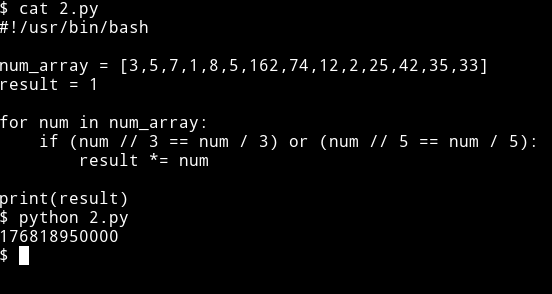 $ cat 2.py
#!/usr/bin/bash

num_array = [3,5,7,1,8,5,162,74,12,2,25,42,35,33]
result = 1

for num in num_array:
    if (num // 3 == num / 3) or (num // 5 == num / 5):
        result *= num

print(result)
$ python 2.py
176818950000
$